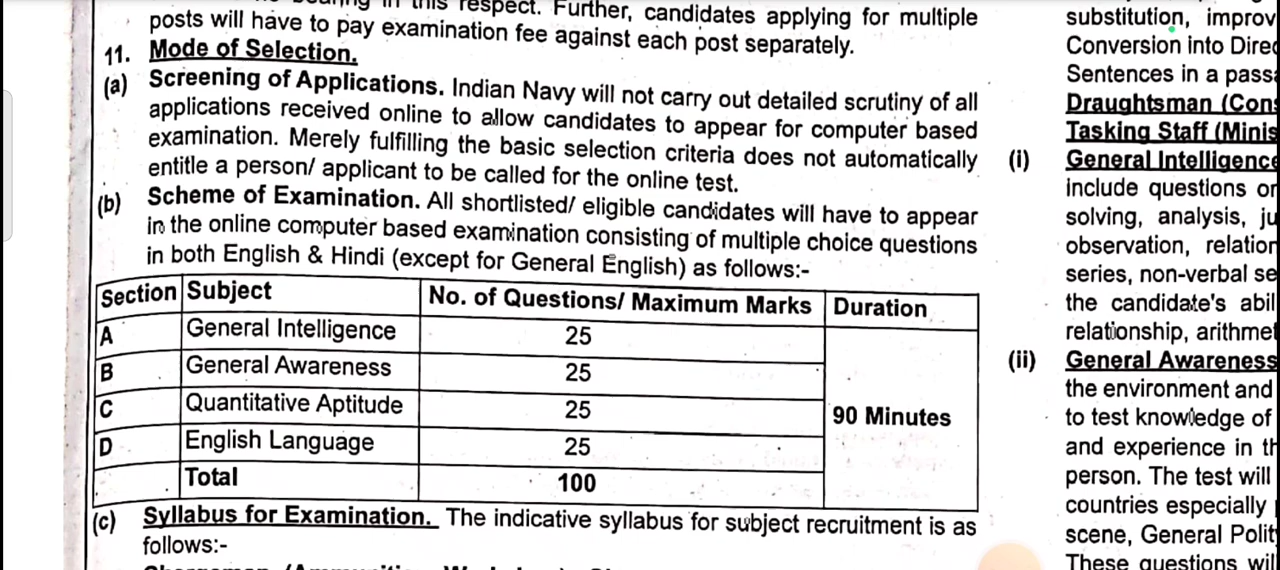 respect. Further, candidates applying for multiple
posts will have to pay examination fee against each post separately.
11. Mode of Selection.
(a) Screening of Applications. Indian Navy will not carry out detailed scrutiny of all
applications received online to allow candidates to appear for computer based
examination. Merely fulfilling the basic selection criteria does not automatically
entitle a person/ applicant to be called for the online test.
(b) Scheme of Examination. All shortlisted/ eligible candidates will have to appear
in the online computer based examination consisting of multiple choice questions
in both English & Hindi (except for General English) as follows:-
Section Subject No. of Questions/ Maximum Marks Duration
A General Intelligence 25
B General Awareness 25
C Quantitative Aptitude 25 90 Minutes
D English Language 25
Total 100
(c) Syllabus for Examination. The indicative syllabus for subject recruitment is as
follows:-
substitution, improv
Conversion into Direc
Sentences in a passa
Draughtsman (Cons
Tasking Staff (Minis
(i) General Intelligence
include questions on
solving, analysis, ju
observation, relation
series, non-verbal se
the candidate's abil
relationship, arithmet
(ii) General Awareness
the environment and
to test knowledge of
and experience in th
person. The test will
countries especially
scene, General Polit
These questions will